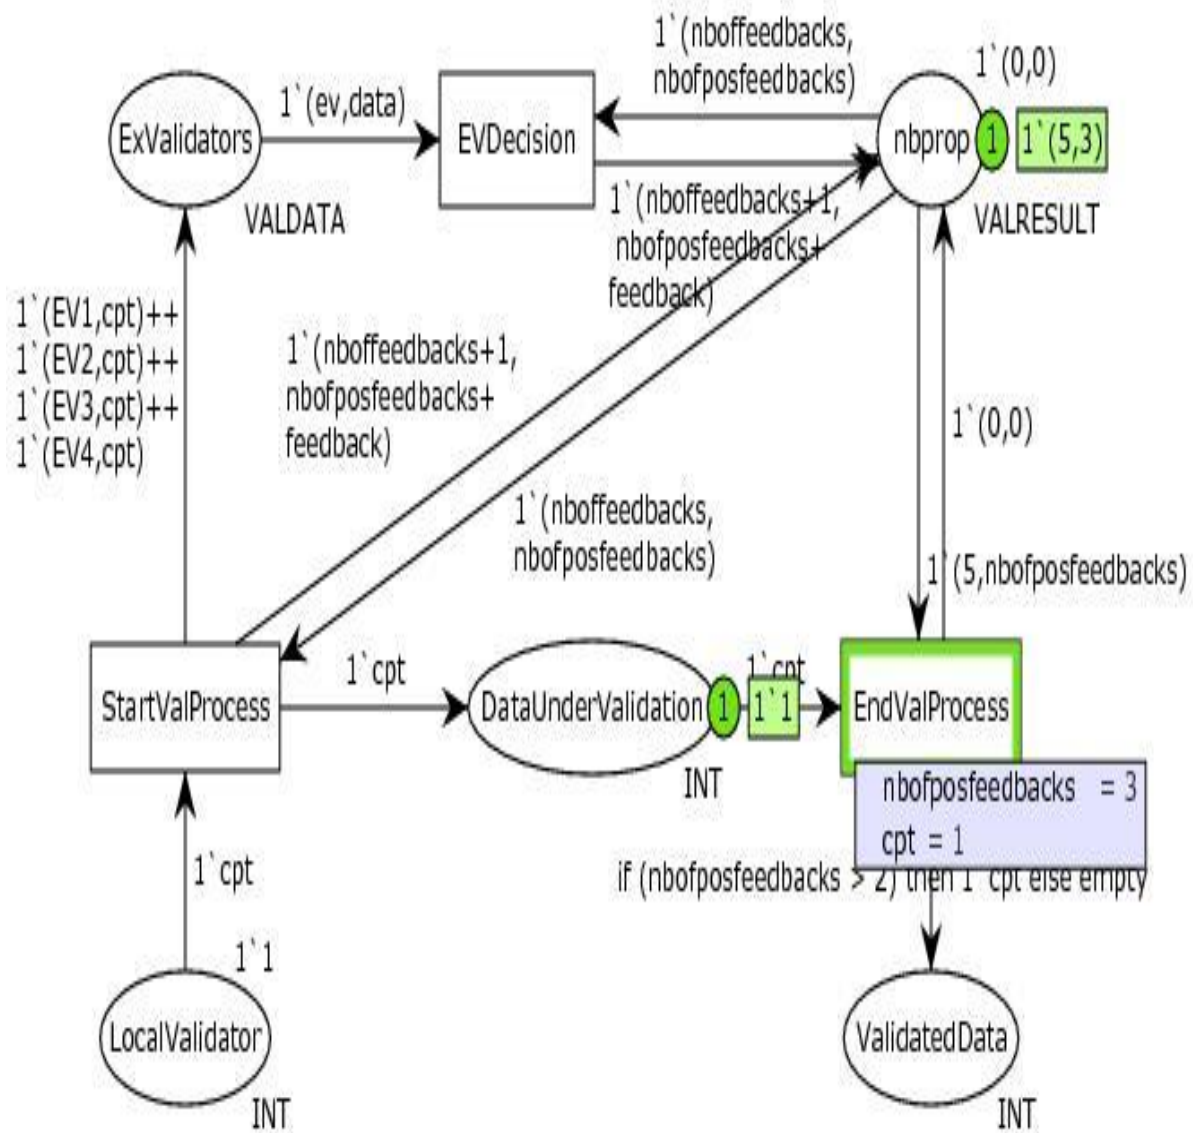 1`(nboffeedbacks,
nbofposfeedbacks)
1`(0,0)
1`(ev,data)
ExValidators
EVDecision
nbprop
1
1`(5,3)
VALDATA
VALRESULT
1`(nboffeedbacks+1,
nbofposfeedbacks+
feedback)
1`(EV1,cpt)++
1`(EV2,cpt)++
1`(EV3,cpt)++
1`(EV4,cpt)
1`(nboffeedbacks+1,
nbofposfeedbacks+
feedback)
1`(0,0)
1`(nboffeedbacks,
nbofposfeedbacks)
1`(5,nbofposfeedbacks)
1`cpt
1`cpt
StartValProcess
DataUnderValidation
1
1`1
EndValProcess
INT
nbofposfeedbacks = 3
cpt = 1
1`cpt
if (nbofposfeedbacks > 2) then 1`cpt else empty
1`1
LocalValidator
ValidatedData
INT
INT